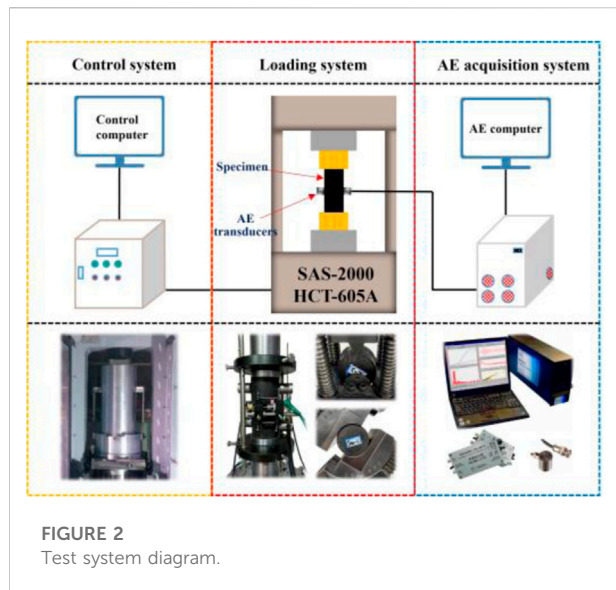 Control system
Loading system
AE acquisition system
Control
computer
AE computer
Specimen
AE
transducers
SAS-2000
HCT-605A
FIGURE 2
Test system diagram.